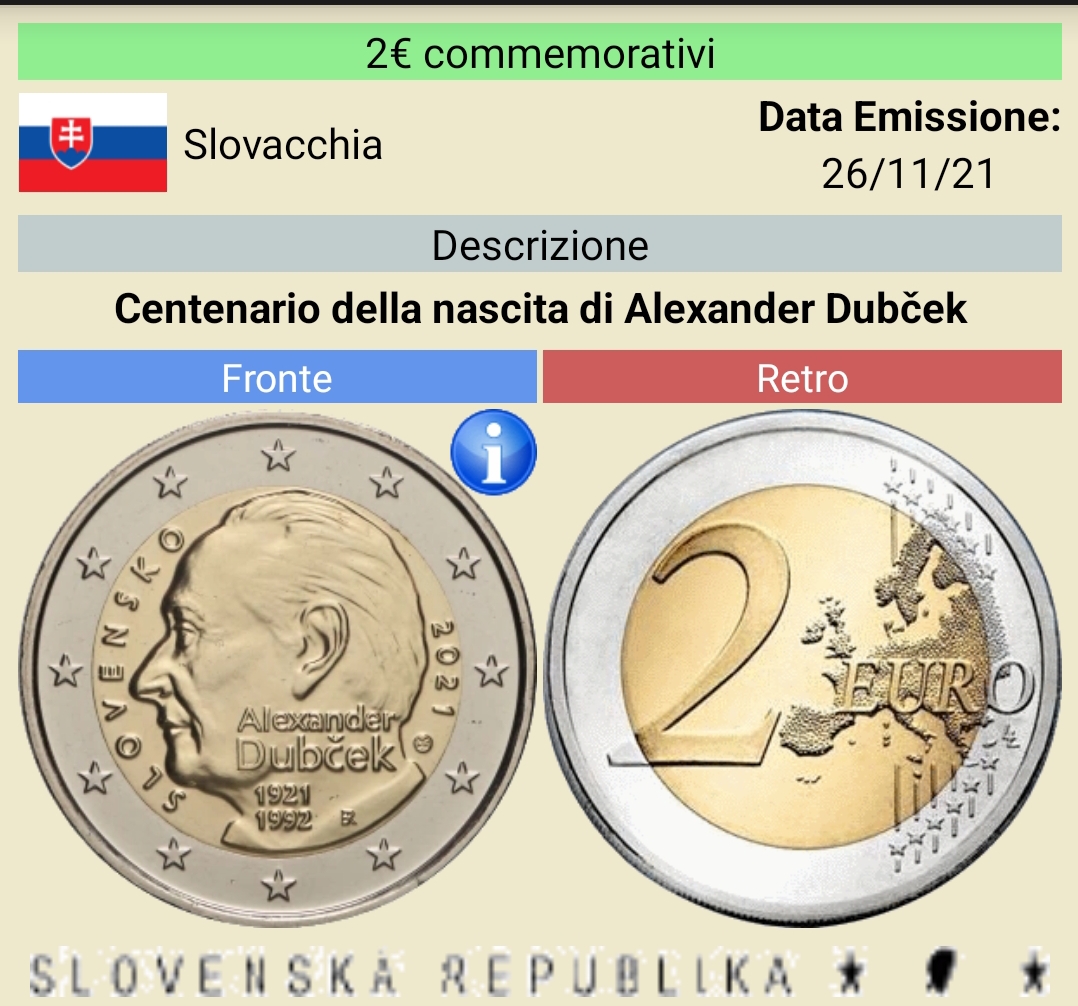 2€ commemorativi
Slovacchia
Data Emissione:
26/11/21
Descrizione
Centenario della nascita di Alexander Dubček
Fronte
Retro
i
SLOVENSKO
2021
Alexander
Dubček
1921
1992
2
EURO
SLOVENSKÁ REPUBLIKA